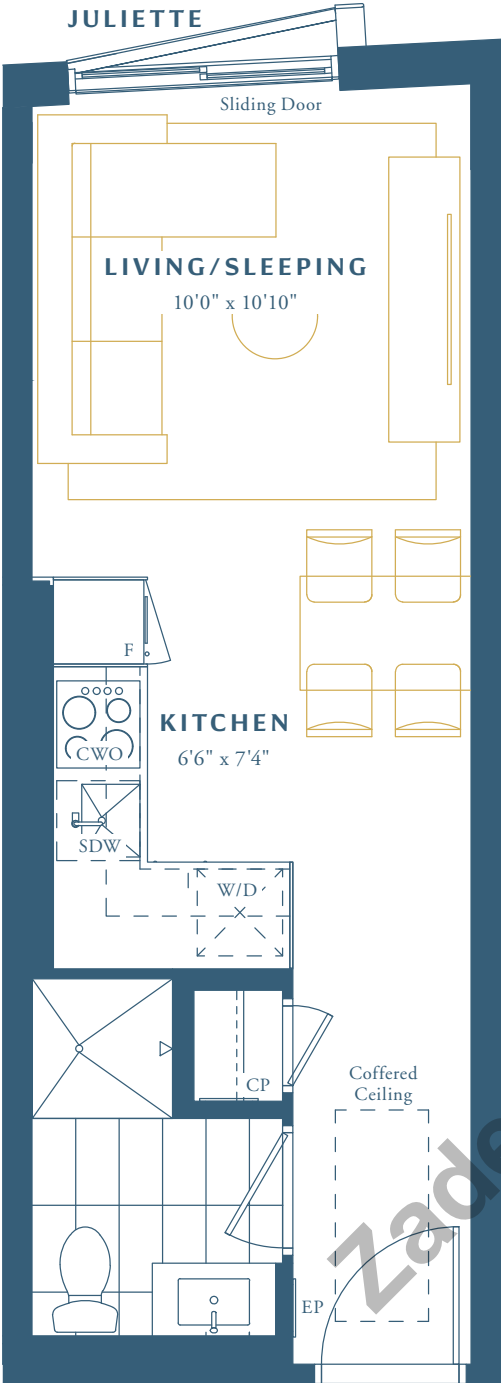 JULIETTE
Sliding Door
LIVING/SLEEPING
10'0" x 10'10"
F
KITCHEN
CWO
6'6" x 7'4"
SDW
W/D
CP
Coffered
Ceiling
EP